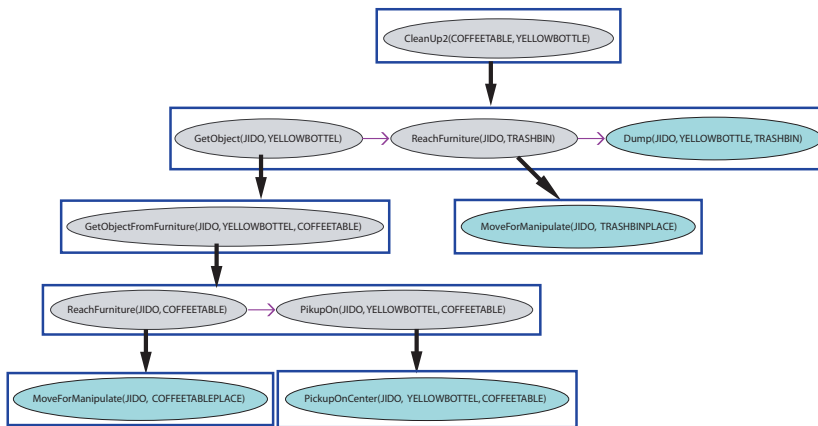 CleanUp2(COFFEETABLE, YELLOWBOTTLE)
GetObject(JIDO, YELLOWBOTTEL)
ReachFurniture(JIDO, TRASHBIN)
Dump(JIDO, YELLOWBOTTLE, TRASHBIN)
GetObjectFromFurniture(JIDO, YELLOWBOTTEL, COFFEETABLE)
MoveForManipulate(JIDO, TRASHBINPLACE)
ReachFurniture(JIDO, COFFEETABLE)
PikupOn(JIDO, YELLOWBOTTEL, COFFEETABLE)
MoveForManipulate(JIDO, COFFEETABLEPLACE)
PickupOnCenter(JIDO, YELLOWBOTTEL, COFFEETABLE)